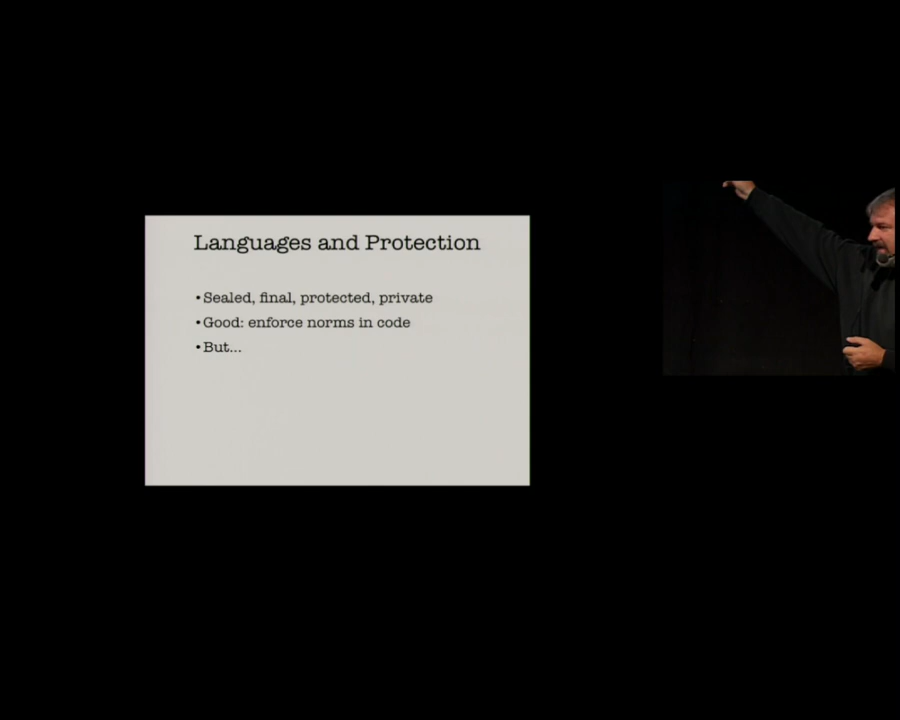 Languages and Protection
•Sealed, final, protected, private
•Good: enforce norms in code
•But...